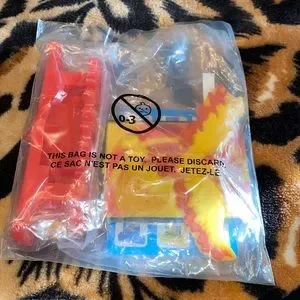 0-3
THIS BAG IS NOT A TOY. PLEASE DISCARD.
CE SAC N'EST PAS UN JOUET. JETEZ-LE.